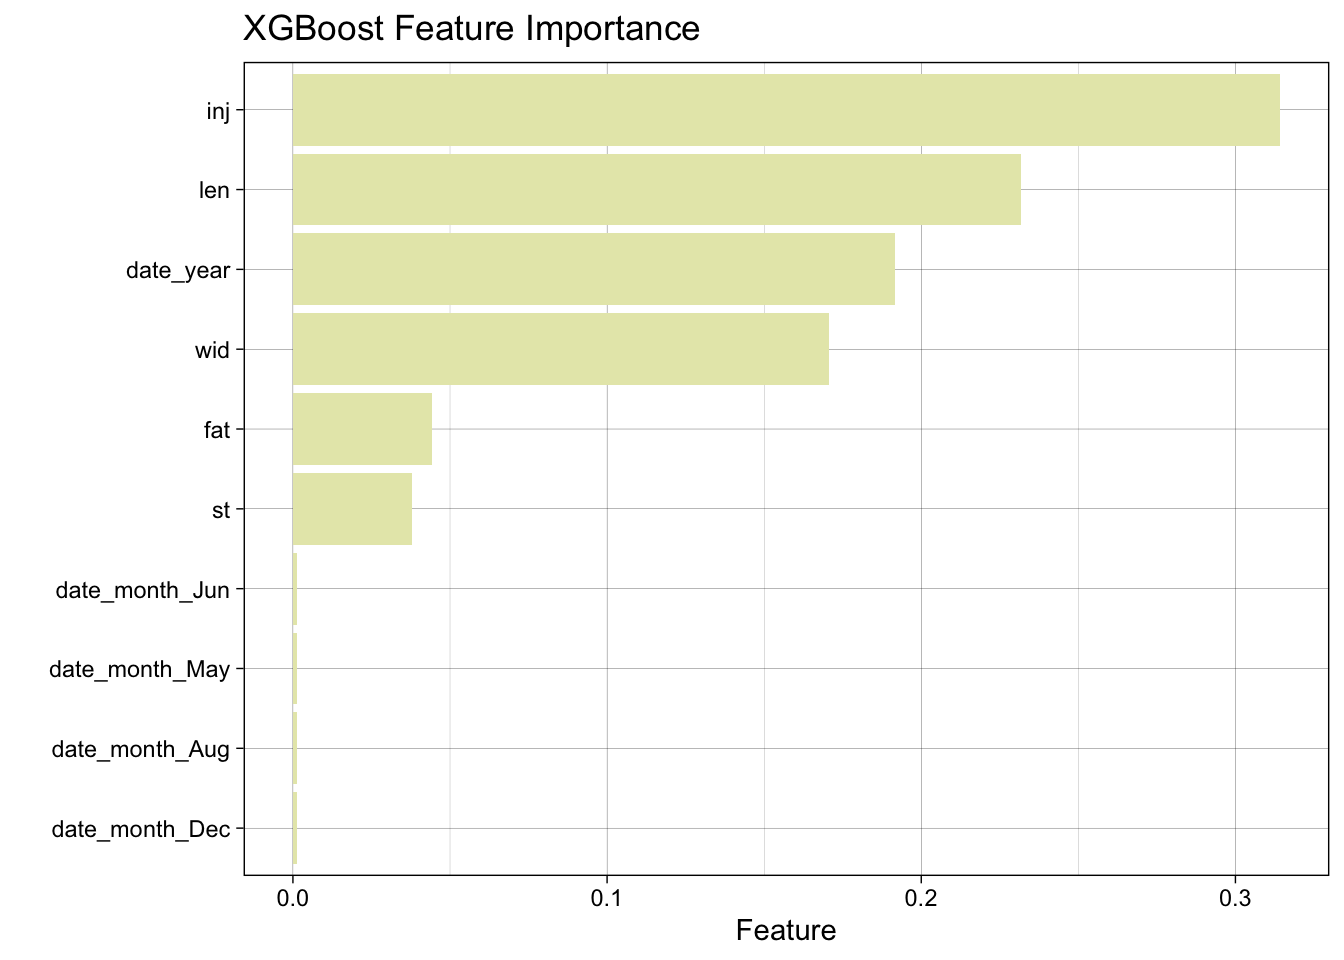 XGBoost Feature Importance
inj
len
date_year
wid
fat
st
date_month_Jun
date_month_May
date_month_Aug
date_month_Dec
0.0 0.1 0.2 0.3
Feature